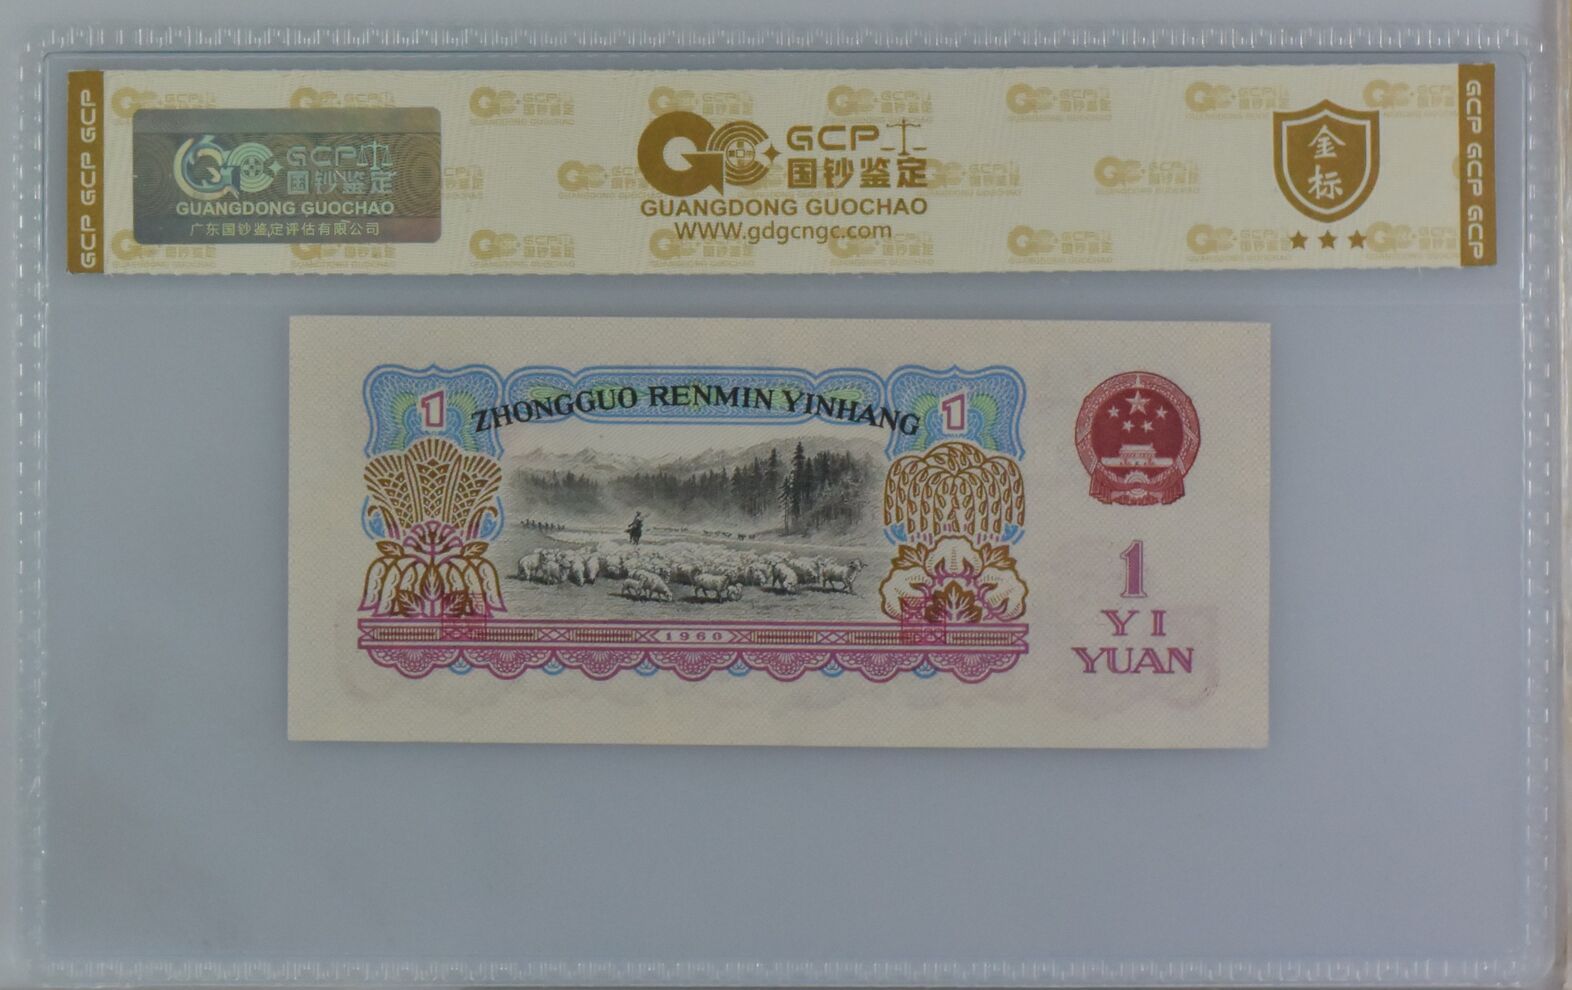 GCP GCP GCP
GCP 国钞鉴定
GUANGDONG GUOCHAO
广东国钞鉴定评估有限公司
GCP 国钞鉴定
GUANGDONG GUOCHAO
WWW.gdgcngc.com
金标
GCP GCP GCP
1
ZHONGGUO RENMIN YINHANG
1
1960
1
YI
YUAN